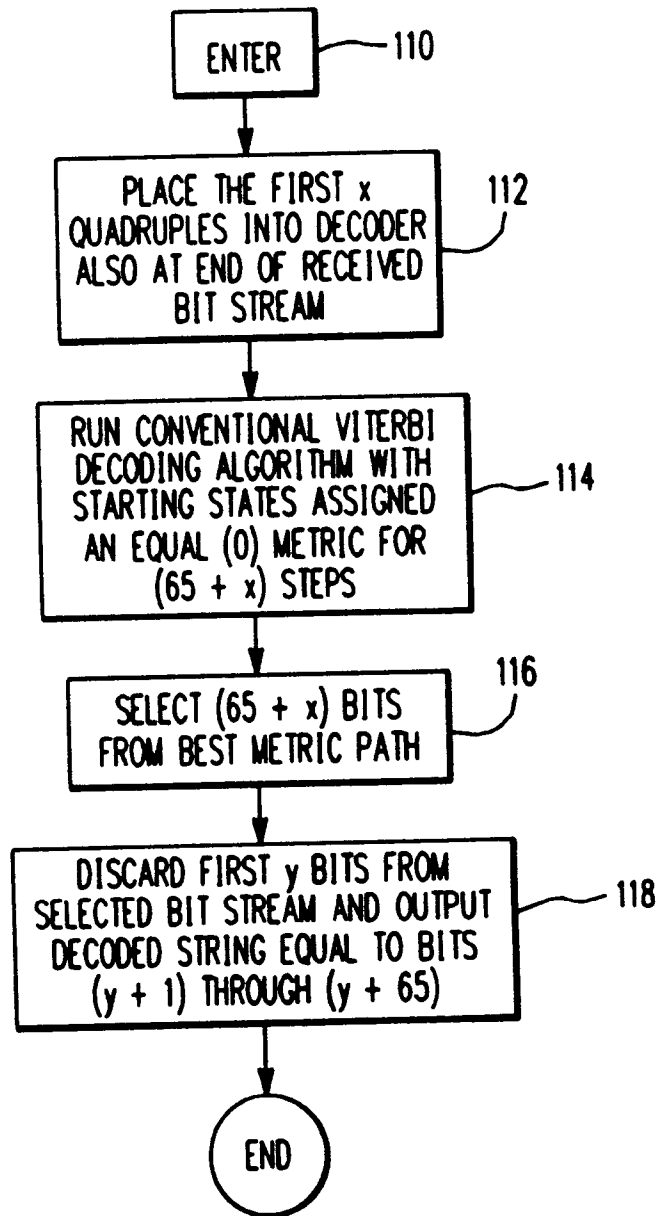 ENTER
110
PLACE THE FIRST x
QUADRUPLES INTO DECODER
ALSO AT END OF RECEIVED
BIT STREAM
112
RUN CONVENTIONAL VITERBI
DECODING ALGORITHM WITH
STARTING STATES ASSIGNED
AN EQUAL (0) METRIC FOR
(65 + x) STEPS
114
SELECT (65 + x) BITS
FROM BEST METRIC PATH
116
DISCARD FIRST y BITS FROM
SELECTED BIT STREAM AND OUTPUT
DECODED STRING EQUAL TO BITS
(y + 1) THROUGH (y + 65)
118
END